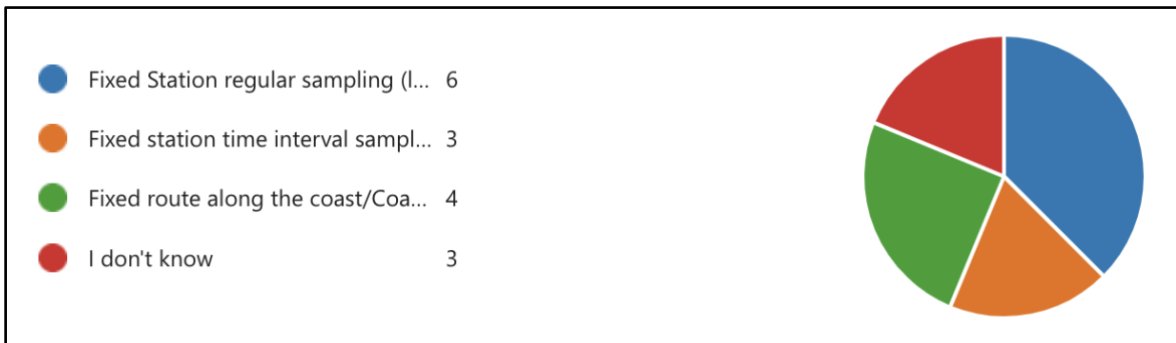 Fixed Station regular sampling (l... 6
Fixed station time interval sampl... 3
Fixed route along the coast/Coa... 4
I don't know 3